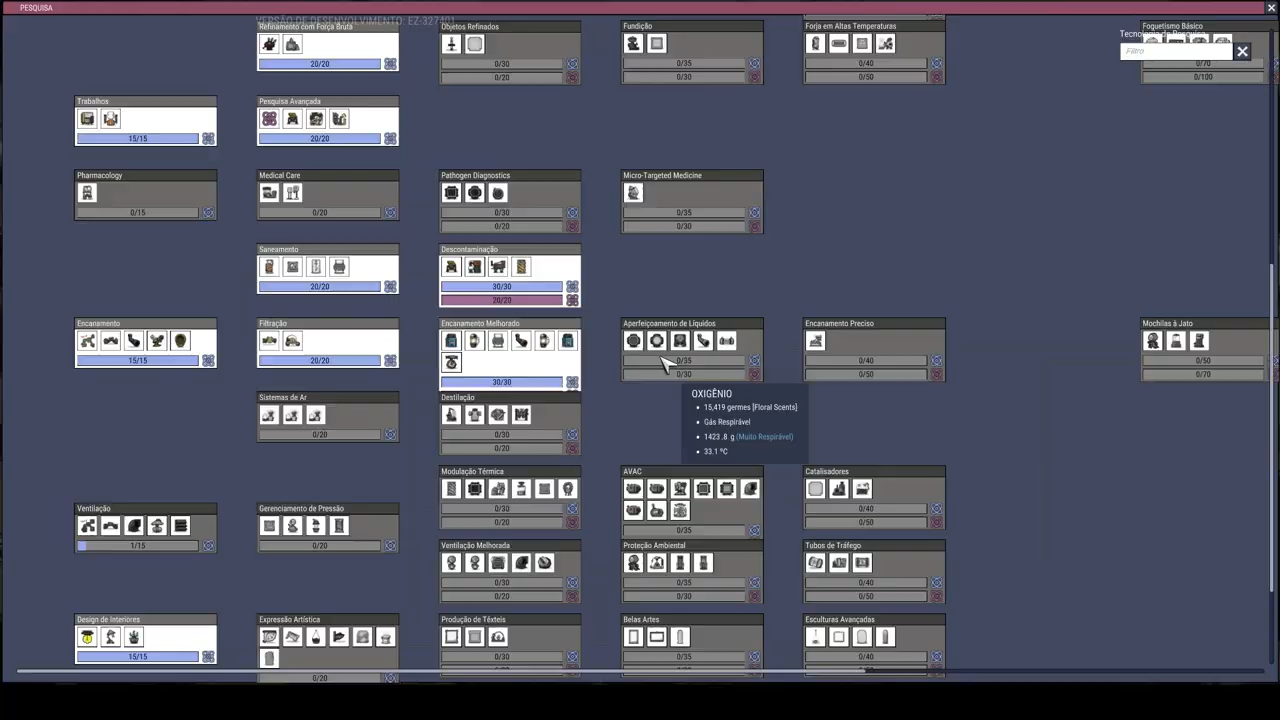 PESQUISA
VERSÃO DE DESENVOLVIMENTO: EZ-327401
Refinamento com Força Bruta
20/20
Objetos Refinados
0/30
0/20
Fundição
0/35
0/30
Forja em Altas Temperaturas
0/40
0/50
Foguetismo Básico
0/70
0/100
Filtro
Trabalhos
15/15
Pesquisa Avançada
20/20
Pharmacology
0/15
Medical Care
0/20
Pathogen Diagnostics
0/30
0/20
Micro-Targeted Medicine
0/35
0/30
Saneamento
20/20
Descontaminação
30/30
20/20
Encanamento
15/15
Filtração
20/20
Encanamento Melhorado
30/30
Aperfeiçoamento de Líquidos
0/35
0/30
Encanamento Preciso
0/40
0/50
Mochilas à Jato
0/50
0/70
OXIGÊNIO
15,419 germes [Floral Scents]
Gás Respirável
1423 .8 g (Muito Respirável)
33.1 ºC
Sistemas de Ar
0/20
Destilação
0/30
0/20
Modulação Térmica
0/30
0/20
AVAC
0/35
Catalisadores
0/40
0/50
Ventilação
1/15
Gerenciamento de Pressão
0/20
Ventilação Melhorada
0/30
0/20
Proteção Ambiental
0/35
0/30
Tubos de Tráfego
0/40
0/50
Design de Interiores
15/15
Expressão Artística
0/20
Produção de Têxteis
0/30
Belas Artes
0/35
Esculturas Avançadas
0/40